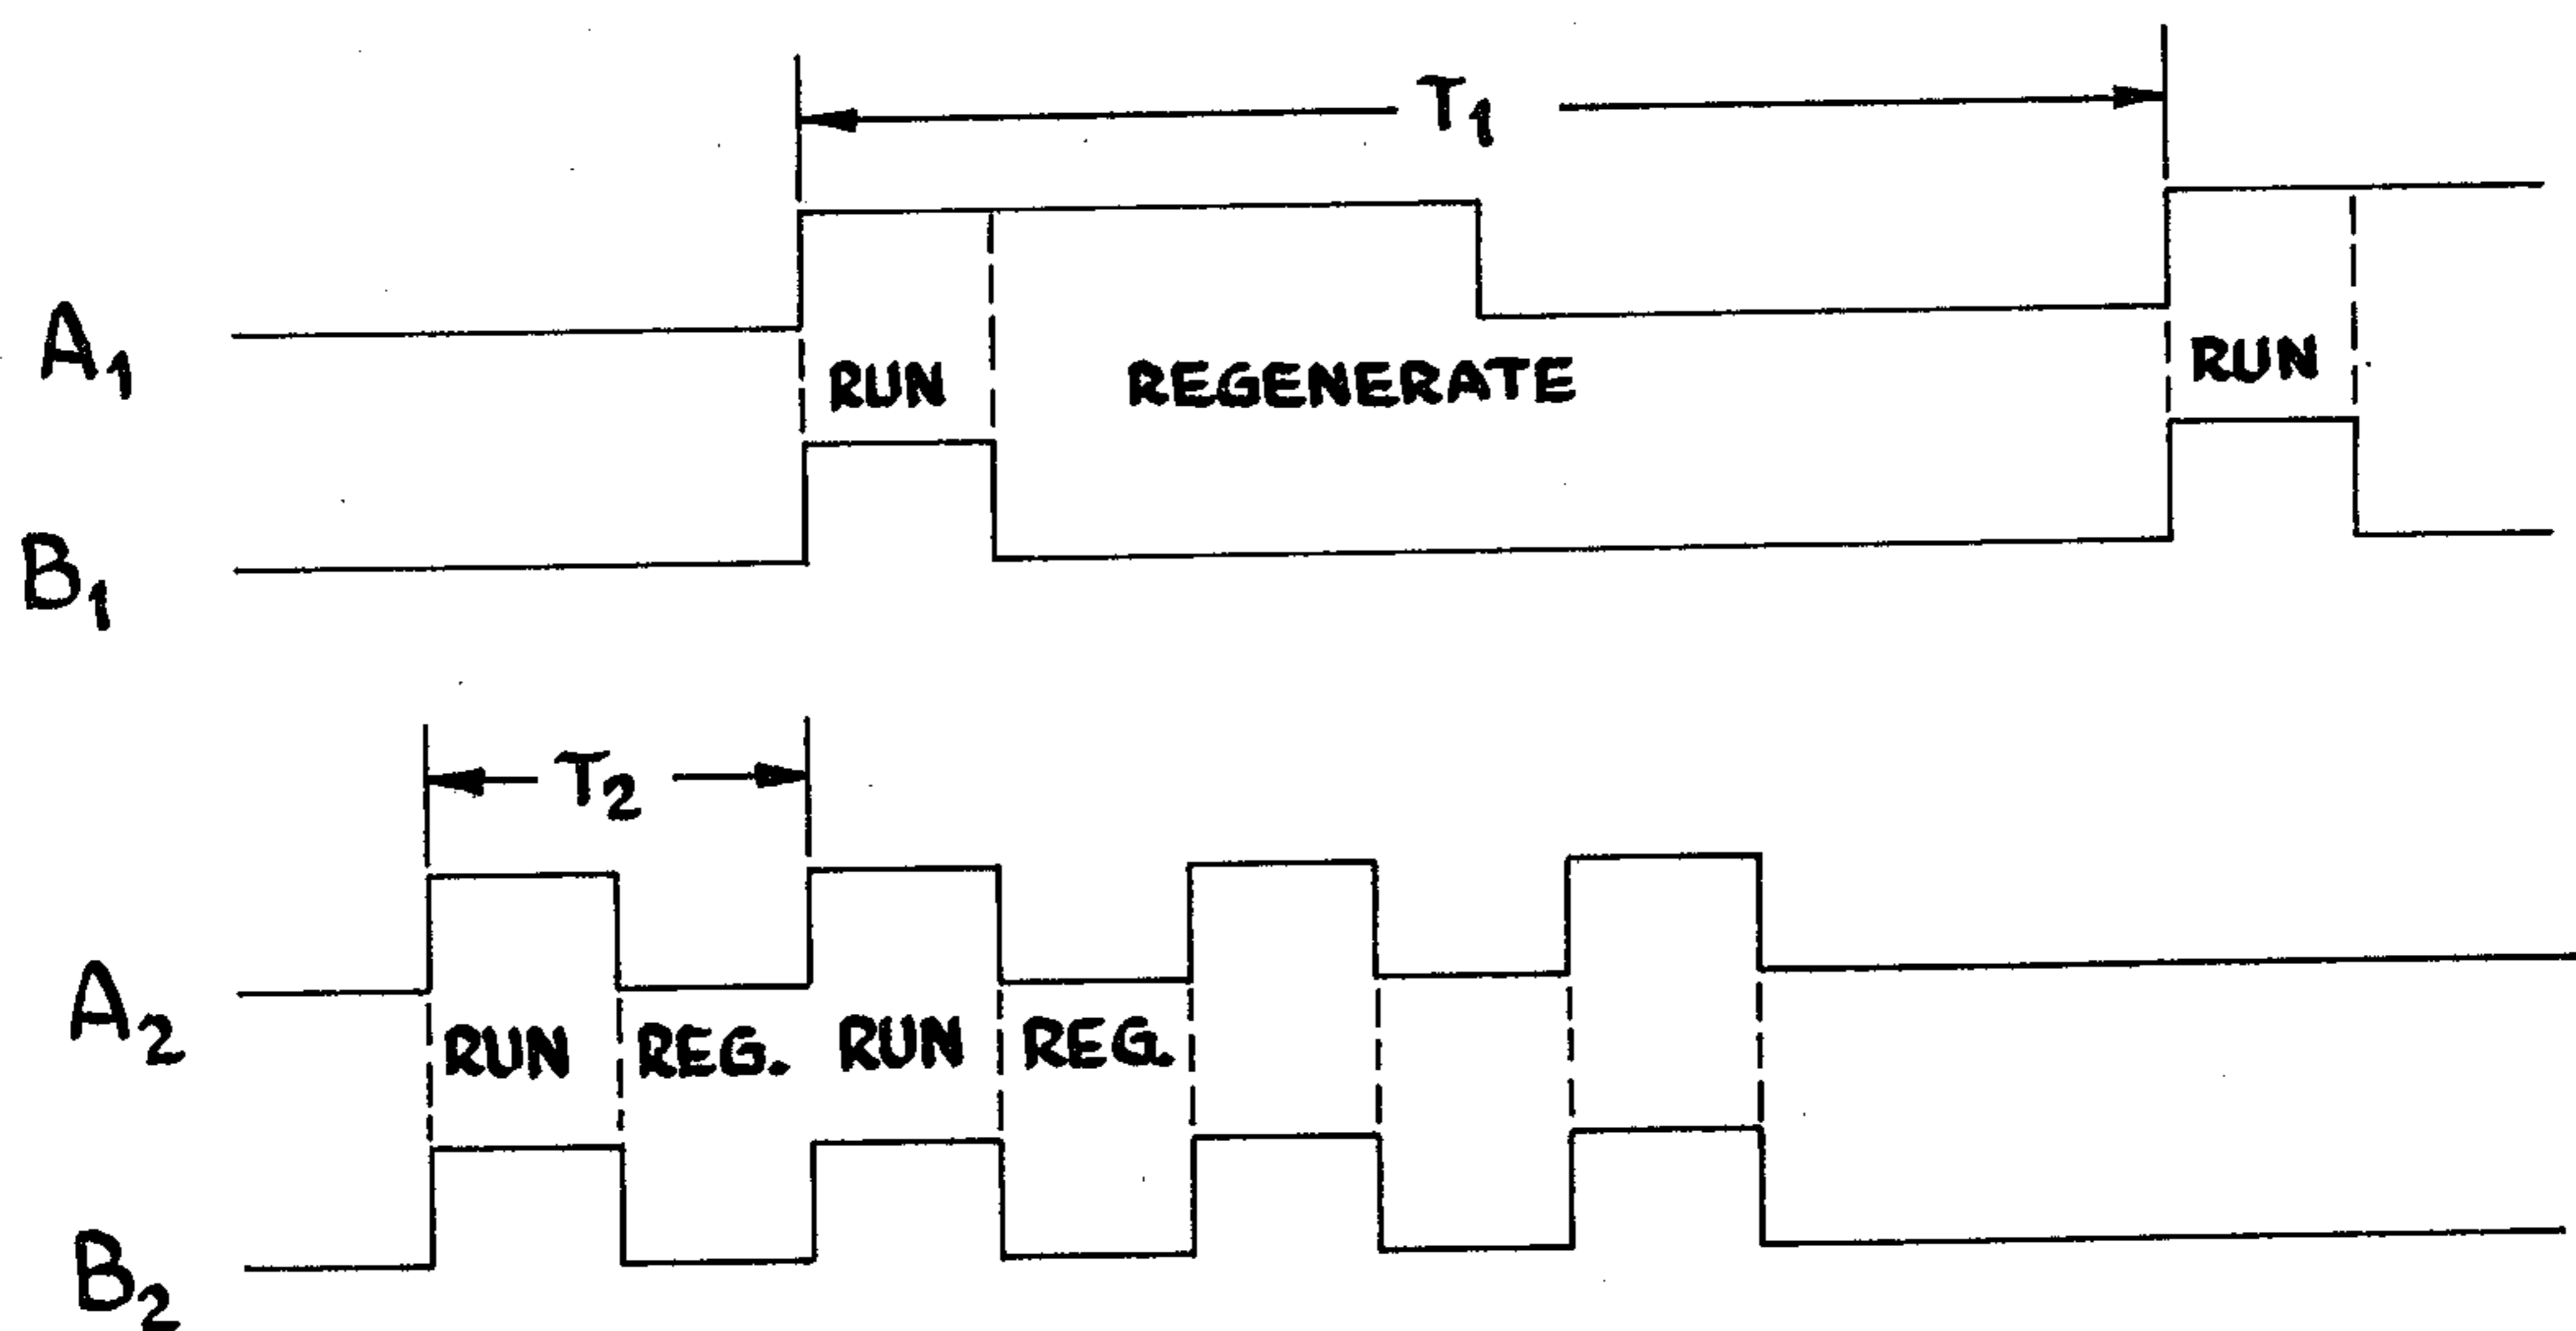 T₁
A₁
RUN REGENERATE RUN
B₁
T₂
A₂
RUN REG. RUN REG.
B₂